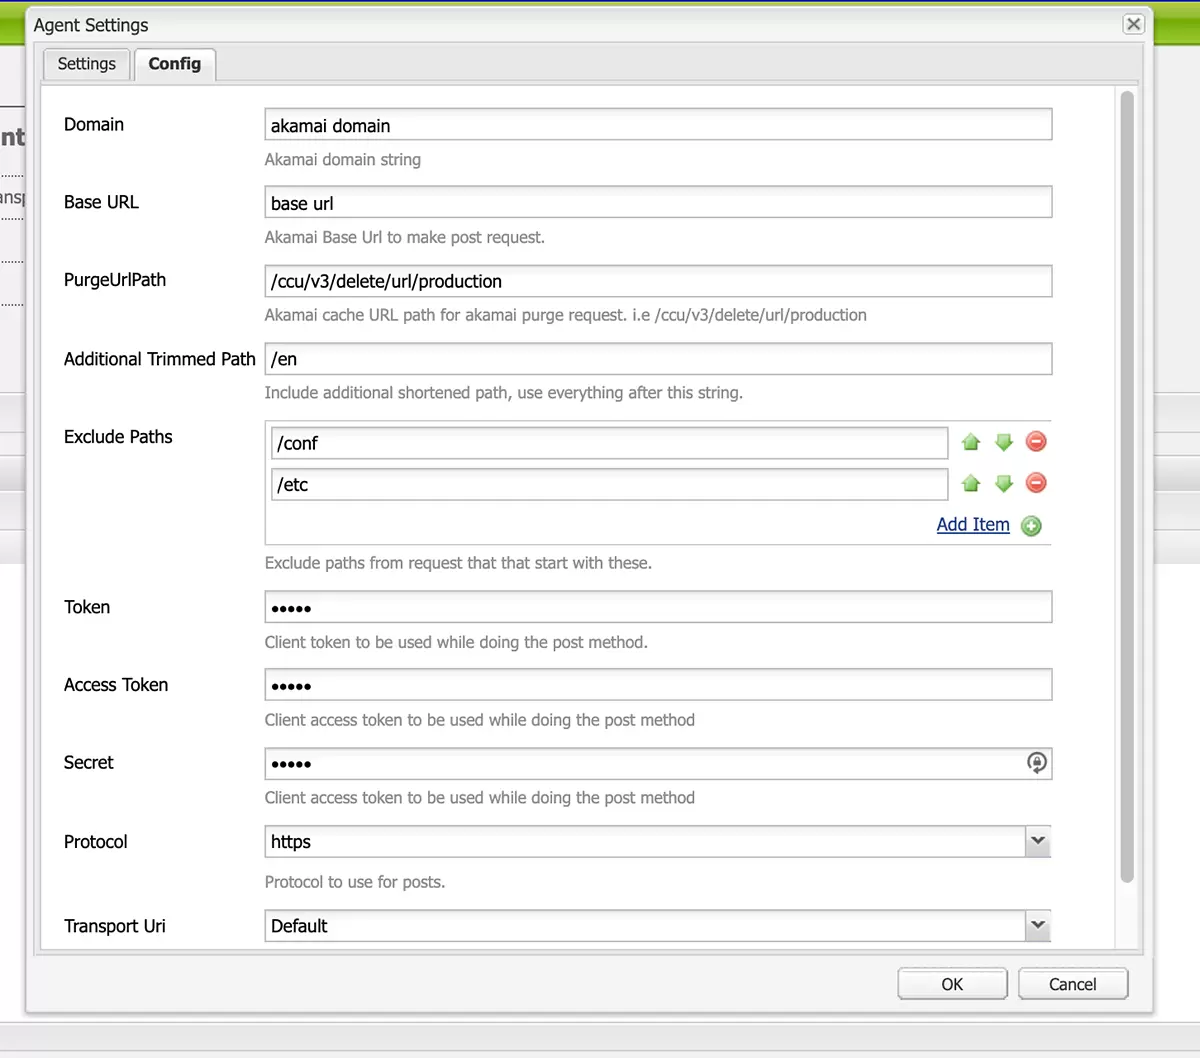 Agent Settings
Settings
Config
nt
ansp
Domain
akamai domain
Akamai domain string
Base URL
base url
Akamai Base Url to make post request.
PurgeUrlPath
/ccu/v3/delete/url/production
Akamai cache URL path for akamai purge request. i.e /ccu/v3/delete/url/production
Additional Trimmed Path
/en
Include additional shortened path, use everything after this string.
Exclude Paths
/conf
/etc
Add Item
Exclude paths from request that that start with these.
Token
•••••
Client token to be used while doing the post method.
Access Token
•••••
Client access token to be used while doing the post method
Secret
•••••
Client access token to be used while doing the post method
Protocol
https
Protocol to use for posts.
Transport Uri
Default
OK
Cancel